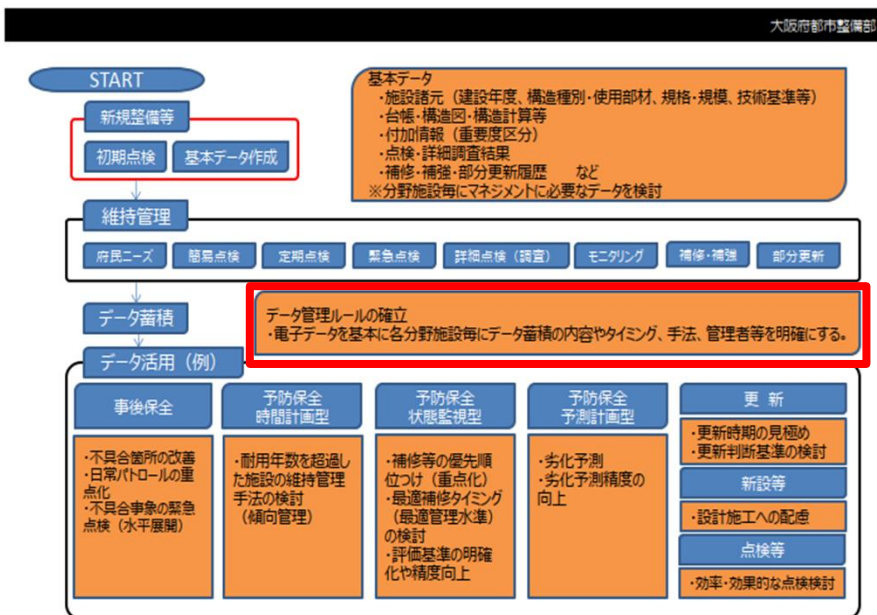 大阪府都市整備部
START
新規整備等
初期点検
基本データ作成
基本データ
・施設諸元（建設年度、構造種別・使用部材、規格・規模、技術基準等）
・台帳・構造図・構造計算等
・付加情報（重要度区分）
・点検・詳細調査結果
・補修・補強・部分更新履歴　など
※分野施設毎にマネジメントに必要なデータを検討
維持管理
府民ニーズ
簡易点検
定期点検
緊急点検
詳細点検（調査）
モニタリング
補修・補強
部分更新
データ蓄積
データ管理ルールの確立
・電子データを基本に各分野施設毎にデータ蓄積の内容やタイミング、手法、管理者等を明確にする。
データ活用（例）
事後保全
・不具合箇所の改善
・日常パトロールの重
点化
・不具合事象の緊急
点検（水平展開）
予防保全
時間計画型
・耐用年数を超過し
た施設の維持管理
手法の検討
（傾向管理）
予防保全
状態監視型
・補修等の優先順
位つけ（重点化）
・最適補修タイミング
（最適管理水準）
の検討
・評価基準の明確
化や精度向上
予防保全
予測計画型
・劣化予測
・劣化予測精度の
向上
更 新
・更新時期の見極め
・更新判断基準の検討
新設等
・設計施工への配慮
点検等
・効率・効果的な点検検討